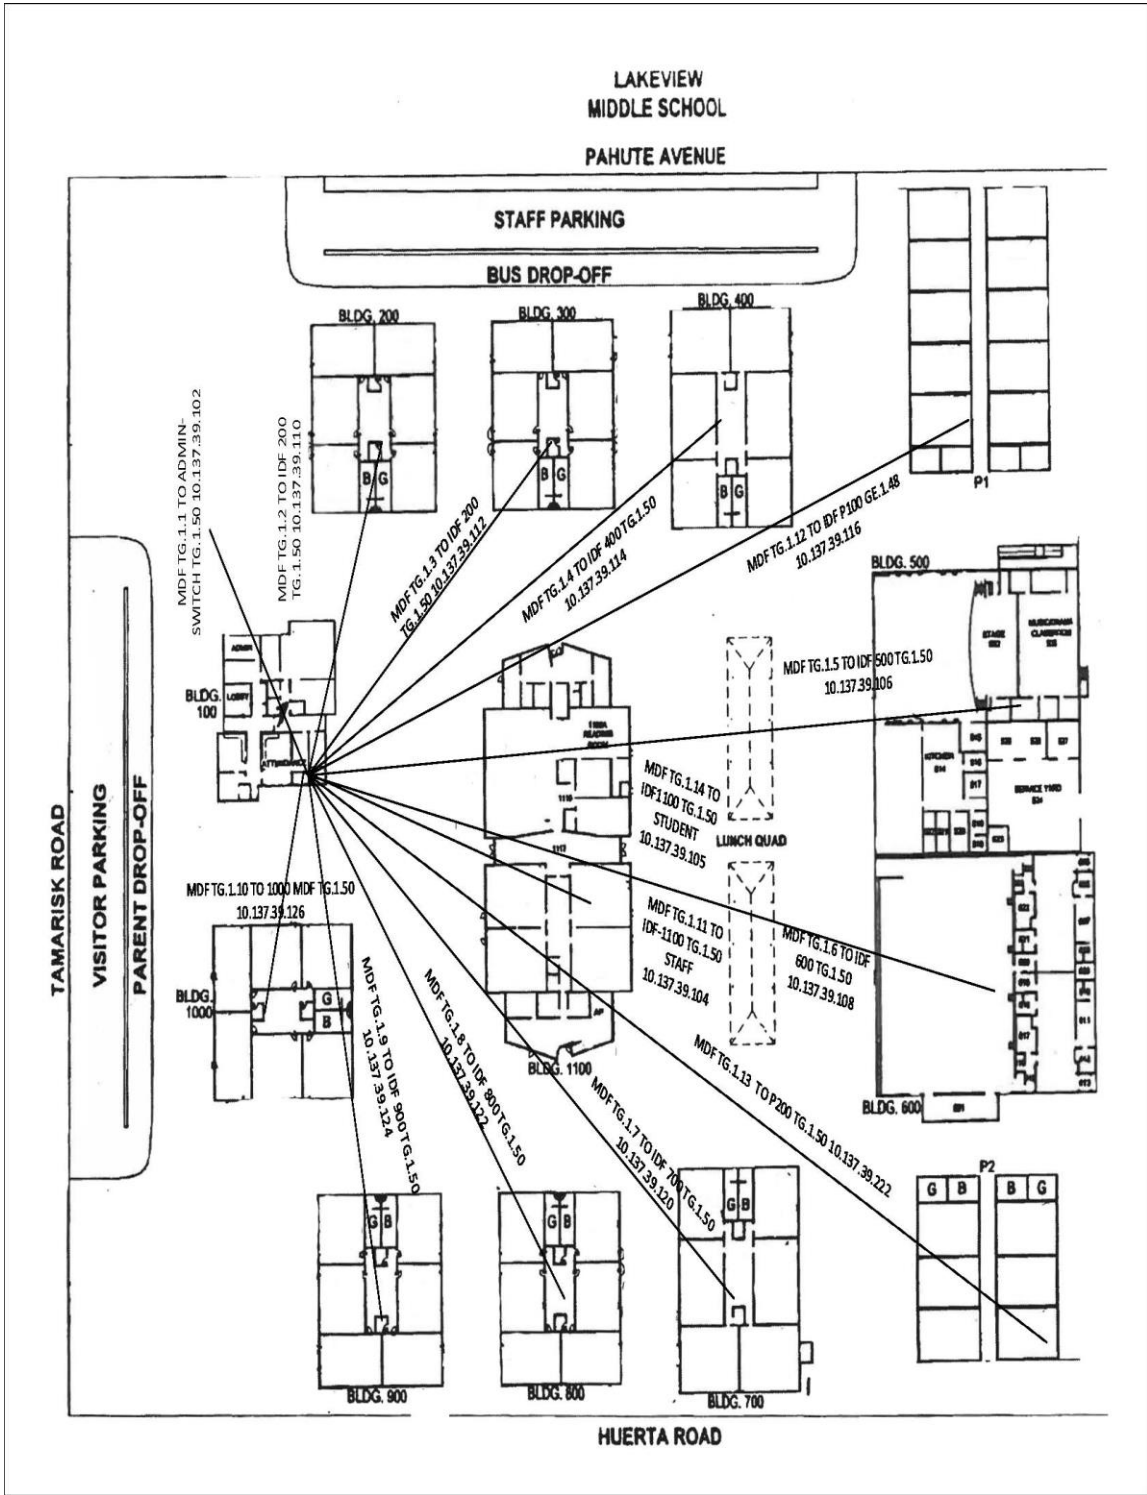 LAKEVIEW
MIDDLE SCHOOL
PAHUTE AVENUE
STAFF PARKING
BUS DROP-OFF
BLDG. 200
BLDG. 300
BLDG. 400
B G
B G
B G
P1
MDF TG.1.1 TO ADMIN-
SWITCH TG.1.50 10.137.39.102
MDF TG.1.2 TO IDF 200
TG.1.50 10.137.39.110
MDF TG.1.3 TO IDF 200
TG.1.50 10.137.39.112
MDF TG.1.4 TO IDF 400 TG.1.50
10.137.39.114
MDF TG.1.12 TO IDF P100 GE.1.48
10.137.39.116
BLDG. 500
STAGE
KITCHEN
514
SERVICE YARD
MDF TG.1.5 TO IDF 500 TG.1.50
10.137.39.106
ADMIN
LOBBY
BLDG.
100
ATTENDANCE
READING
ROOM
1117
MDF TG.1.14 TO
IDF1100 TG.1.50
STUDENT
10.137.39.105
LUNCH QUAD
MDF TG.1.11 TO
IDF-1100 TG.1.50
STAFF
10.137.39.104
MDF TG.1.6 TO IDF
600 TG.1.50
10.137.39.108
TAMARISK ROAD
VISITOR PARKING
PARENT DROP-OFF
MDF TG.1.10 TO 1000 MDF TG.1.50
10.137.39.126
BLDG.
1000
G
B
MDF TG.1.9 TO IDF 900 TG.1.50
10.137.39.124
MDF TG.1.8 TO IDF 800 TG.1.50
10.137.39.122
BLDG. 1100
MDF TG.1.7 TO IDF 700 TG.1.50
10.137.39.120
MDF TG.1.13 TO P200 TG.1.50 10.137.39.222
BLDG. 600
P2
G B
B G
G B
G B
G B
BLDG. 900
BLDG. 800
BLDG. 700
HUERTA ROAD